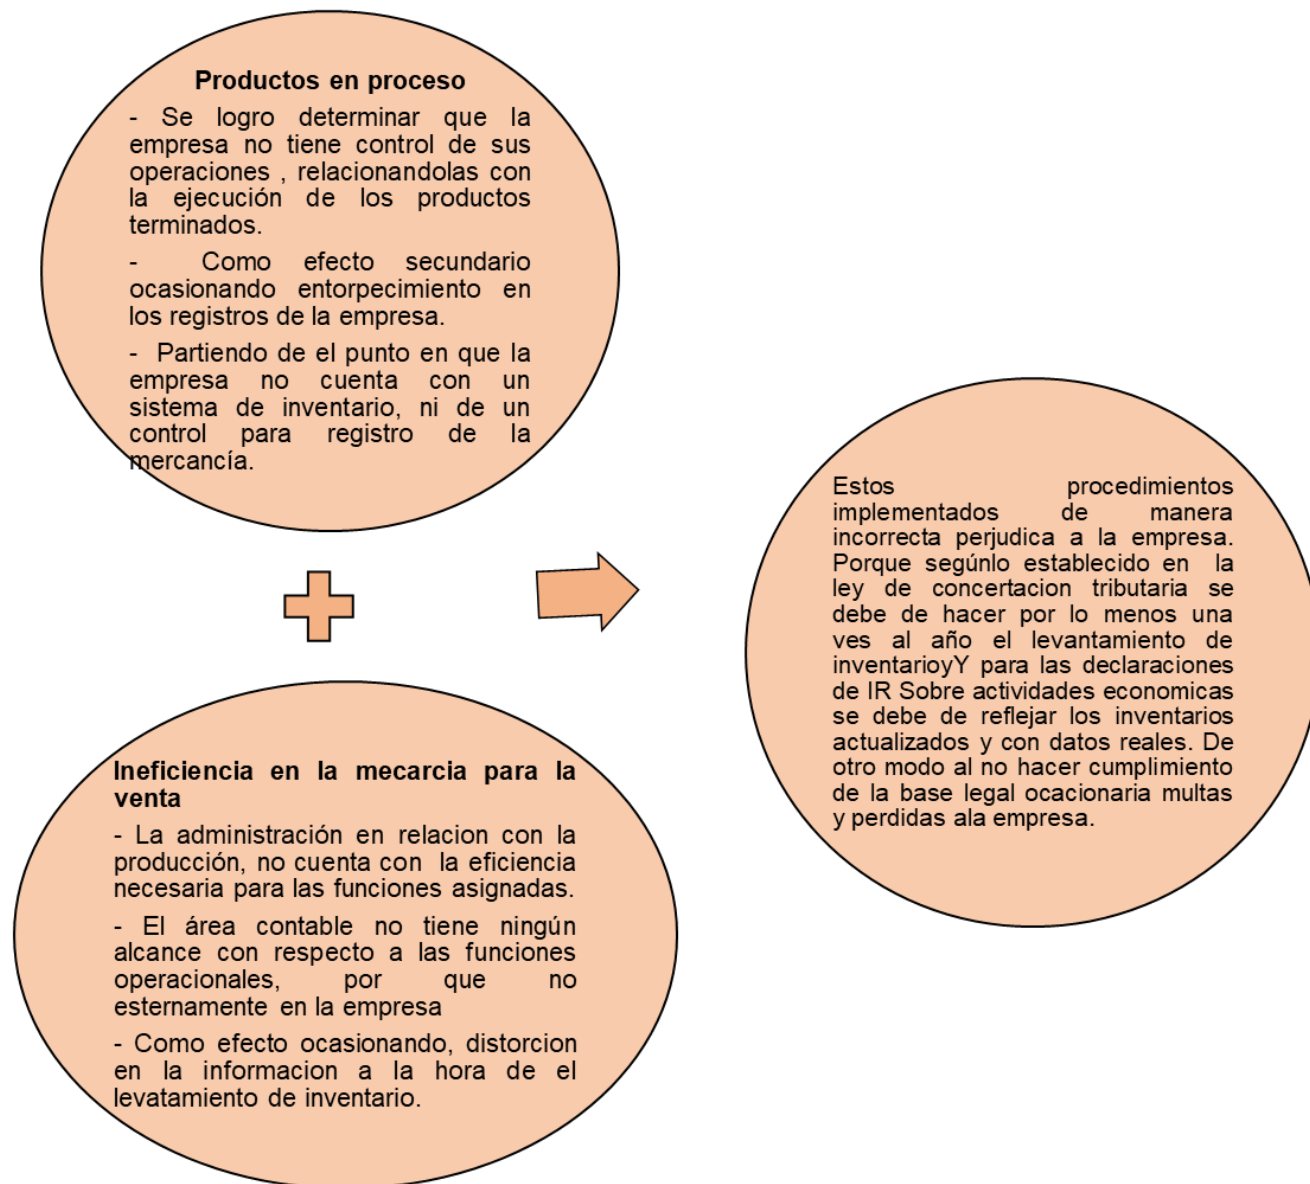 Productos en proceso
- Se logro determinar que la
empresa no tiene control de sus
operaciones , relacionandolas con
la ejecución de los productos
terminados.
- Como efecto secundario
ocasionando entorpecimiento en
los registros de la empresa.
- Partiendo de el punto en que la
empresa no cuenta con un
sistema de inventario, ni de un
control para registro de la
mercancía.
Ineficiencia en la mecarcia para la
venta
- La administración en relacion con la
producción, no cuenta con la eficiencia
necesaria para las funciones asignadas.
- El área contable no tiene ningún
alcance con respecto a las funciones
operacionales, por que no
esternamente en la empresa
- Como efecto ocasionando, distorcion
en la informacion a la hora de el
levatamiento de inventario.
Estos procedimientos
implementados de manera
incorrecta perjudica a la empresa.
Porque segúnlo establecido en la
ley de concertacion tributaria se
debe de hacer por lo menos una
ves al año el levantamiento de
inventarioyY para las declaraciones
de IR Sobre actividades economicas
se debe de reflejar los inventarios
actualizados y con datos reales. De
otro modo al no hacer cumplimiento
de la base legal ocacionaria multas
y perdidas ala empresa.